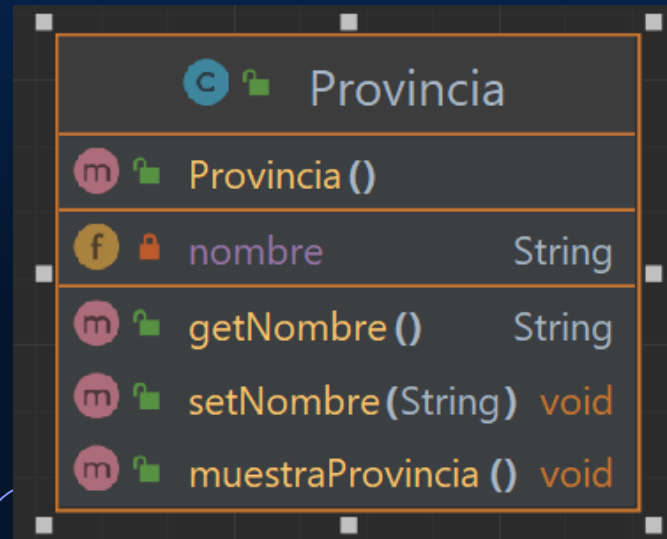 C Provincia
m Provincia()
f nombre String
m getNombre() String
m setNombre(String) void
m muestraProvincia() void